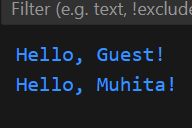 Filter (e.g. text, !exclude
Hello, Guest!
Hello, Muhita!